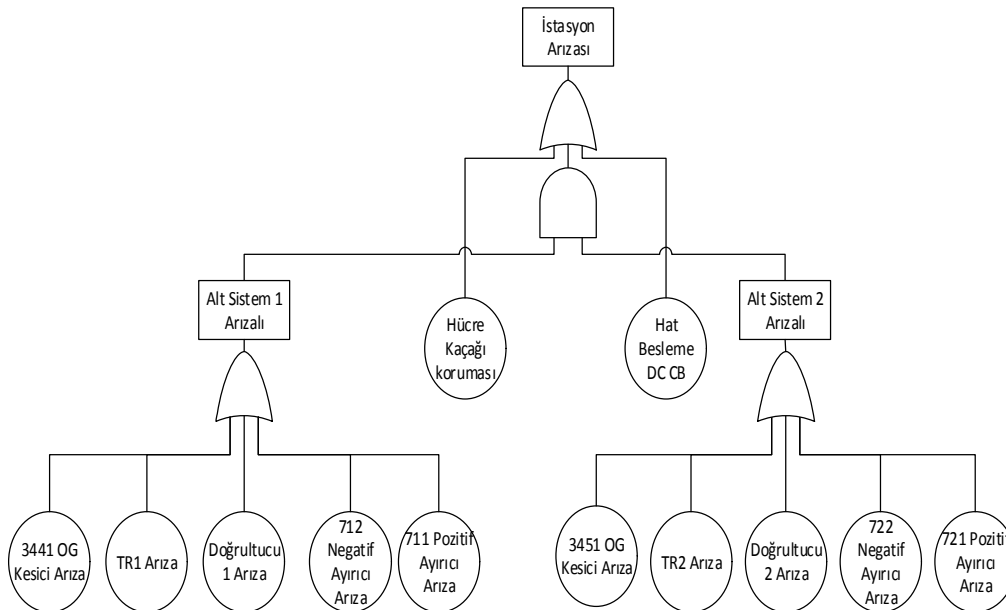 İstasyon
Arızası
Alt Sistem 1
Arızalı
Hücre
Kaçağı
koruması
Hat
Besleme
DC CB
Alt Sistem 2
Arızalı
3441 OG
Kesici Arıza
TR1 Arıza
Doğrultucu
1 Arıza
712
Negatif
Ayırıcı
Arıza
711 Pozitif
Ayırıcı
Arıza
3451 OG
Kesici Arıza
TR2 Arıza
Doğrultucu
2 Arıza
722
Negatif
Ayırıcı
Arıza
721 Pozitif
Ayırıcı
Arıza